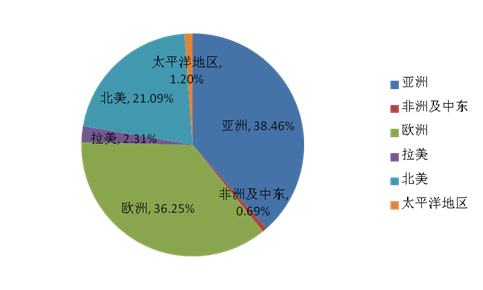 太平洋地区,
1.20%
北美, 21.09%
亚洲, 38.46%
拉美, 2.31%
非洲及中东,
0.69%
欧洲, 36.25%
亚洲
非洲及中东
欧洲
拉美
北美
太平洋地区